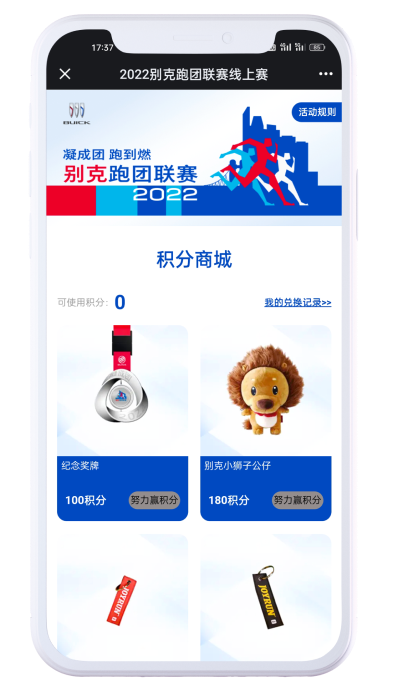 17:37
85
2022别克跑团联赛线上赛
BUICK
活动规则
凝成团 跑到燃
别克跑团联赛
2022
积分商城
可使用积分：0
我的兑换记录>>
纪念奖牌
100积分
努力赢积分
别克小狮子公仔
180积分
努力赢积分
JOYRUN
JOYRUN